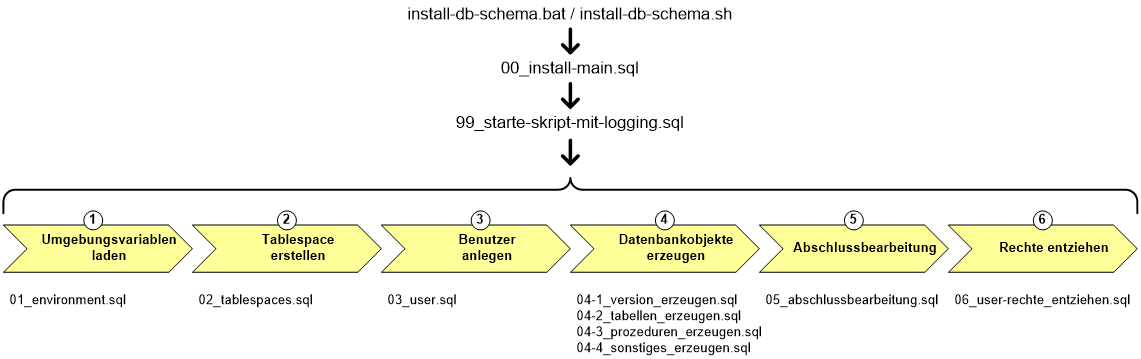 install-db-schema.bat / install-db-schema.sh
00_install-main.sql
99_starte-skript-mit-logging.sql
1
Umgebungsvariablen
laden
01_environment.sql
2
Tablespace
erstellen
02_tablespaces.sql
3
Benutzer
anlegen
03_user.sql
4
Datenbankobjekte
erzeugen
04-1_version_erzeugen.sql
04-2_tabellen_erzeugen.sql
04-3_prozeduren_erzeugen.sql
04-4_sonstiges_erzeugen.sql
5
Abschlussbearbeitung
05_abschlussbearbeitung.sql
6
Rechte entziehen
06_user-rechte_entziehen.sql